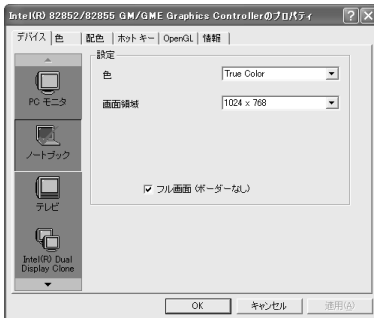 Intel(R) 82852/82855 GM/GME Graphics Controllerのプロパティ
デバイス 色 配色 ホット キー OpenGL 情報
PC モニタ
ノートブック
テレビ
Intel(R) Dual
Display Clone
設定
色 True Color
画面領域 1024 x 768
フル画面 (ボーダーなし)
OK キャンセル 適用(A)